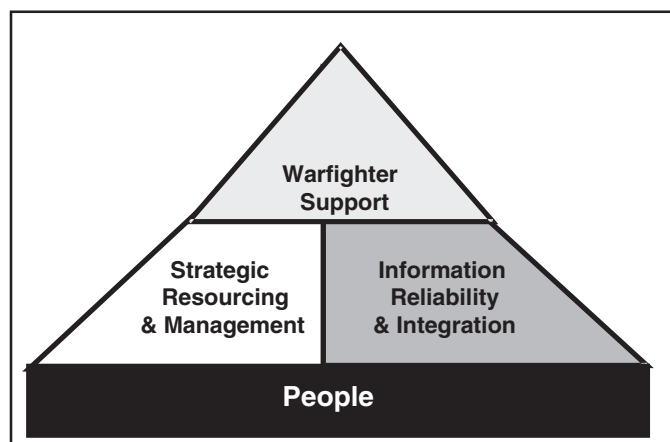 Warfighter
Support
Strategic
Resourcing
& Management
Information
Reliability
& Integration
People